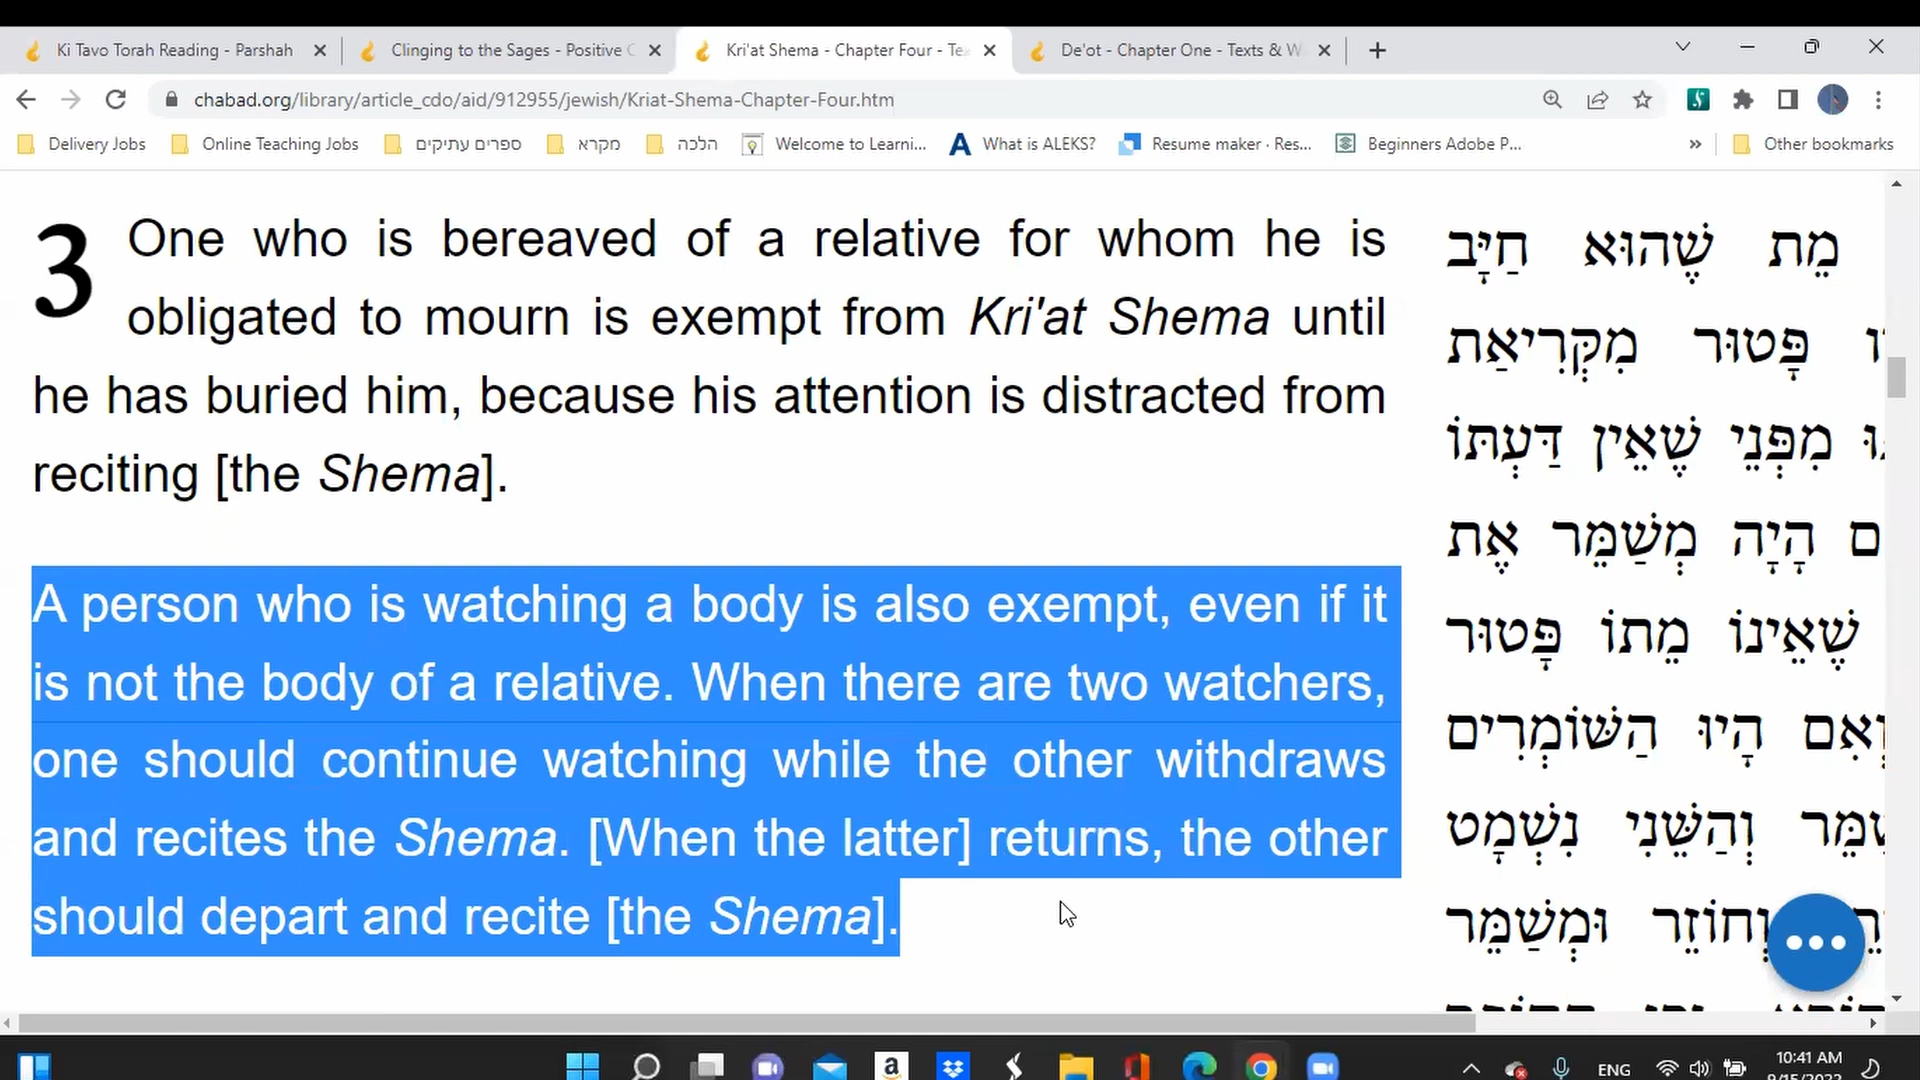 Ki Tavo Torah Reading - Parshah
Clinging to the Sages - Positive C
Kri'at Shema - Chapter Four - Te
De'ot - Chapter One - Texts & W
chabad.org/library/article_cdo/aid/912955/jewish/Kriat-Shema-Chapter-Four.htm
Delivery Jobs
Online Teaching Jobs
ספרים עתיקים
מקרא
הלכה
Welcome to Learni...
What is ALEKS?
Resume maker · Res...
Beginners Adobe P...
»
Other bookmarks
3 One who is bereaved of a relative for whom he is
obligated to mourn is exempt from Kri'at Shema until
he has buried him, because his attention is distracted from
reciting [the Shema].
A person who is watching a body is also exempt, even if it
is not the body of a relative. When there are two watchers,
one should continue watching while the other withdraws
and recites the Shema. [When the latter] returns, the other
should depart and recite [the Shema].
מֵת שֶׁהוּא חַיָּב
פָּטוּר מִקְּרִיאַת
מִפְּנֵי שֶׁאֵין דַּעְתּוֹ
הָיָה מְשַׁמֵּר אֶת
שֶׁאֵינוֹ מֵתוֹ פָּטוּר
וְאִם הָיוּ הַשּׁוֹמְרִים
וְהַשֵּׁנִי נִשְׁמָט
וְחוֹזֵר וּמְשַׁמֵּר
ENG
10:41 AM
9/15/2022